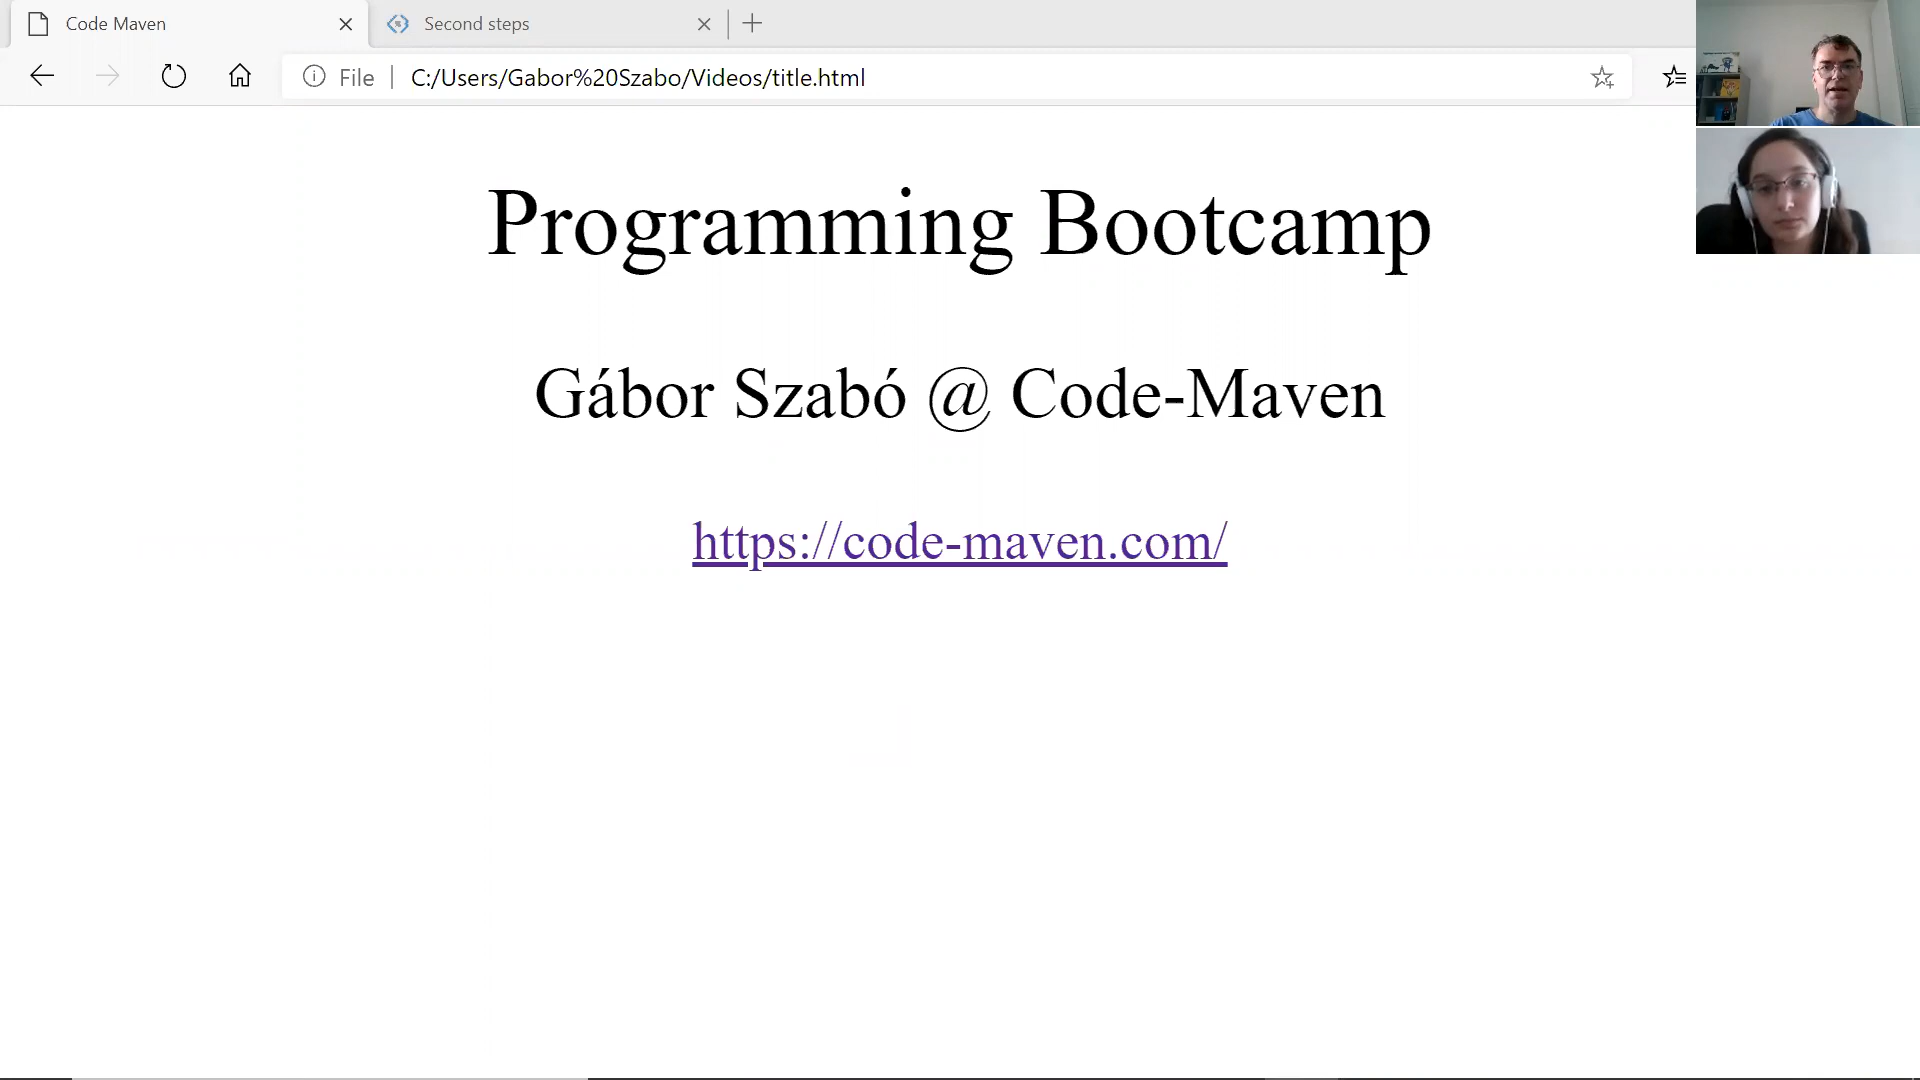 Code Maven
Second steps
File
C:/Users/Gabor%20Szabo/Videos/title.html
Programming Bootcamp
Gábor Szabó @ Code-Maven
https://code-maven.com/